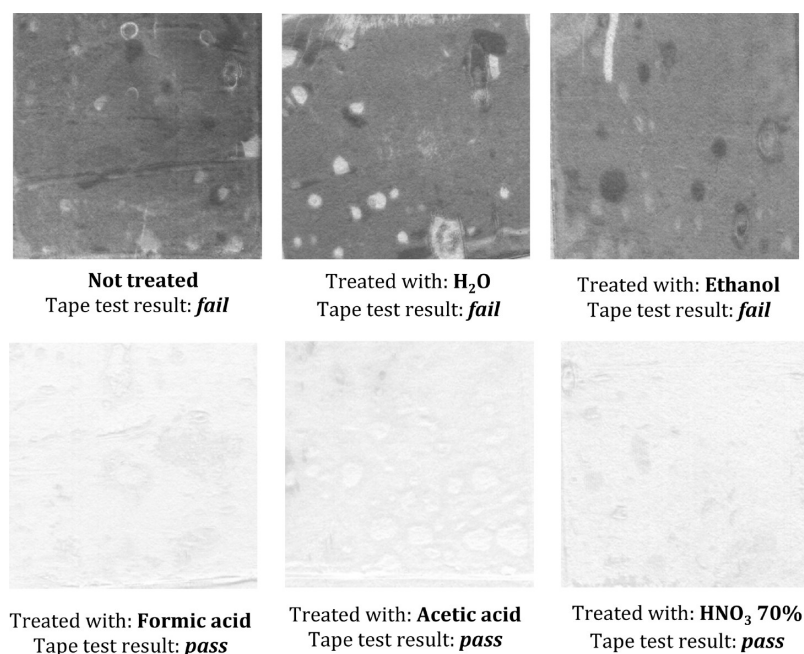 Not treated
Tape test result: fail
Treated with: H₂O
Tape test result: fail
Treated with: Ethanol
Tape test result: fail
Treated with: Formic acid
Tape test result: pass
Treated with: Acetic acid
Tape test result: pass
Treated with: HNO₃ 70%
Tape test result: pass